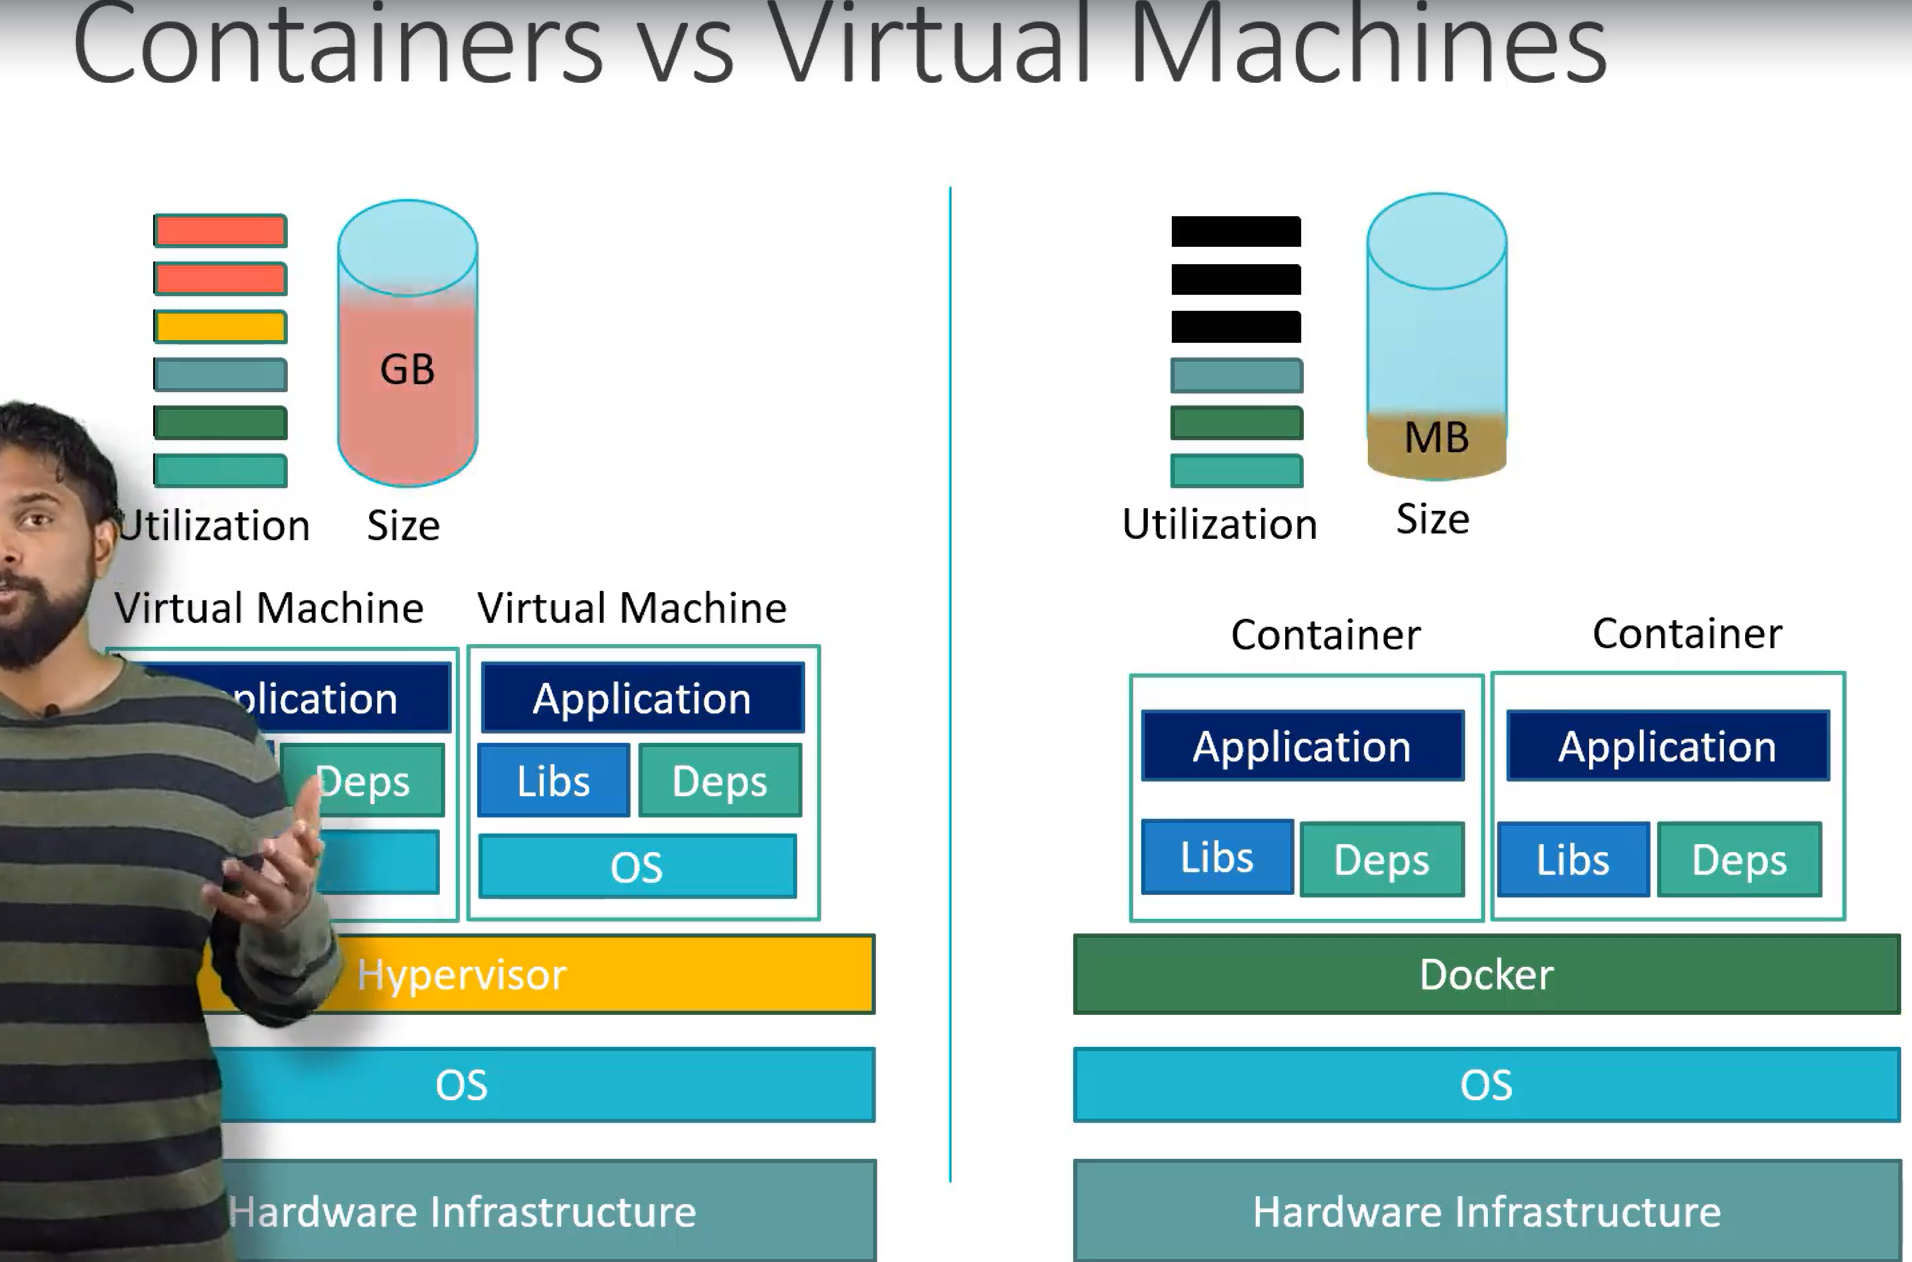 Containers vs Virtual Machines
GB
MB
Utilization
Size
Utilization
Size
Virtual Machine
Virtual Machine
Container
Container
plication
Application
Application
Application
Deps
Libs
Deps
Libs
Deps
Libs
Deps
OS
Hypervisor
Docker
OS
OS
Hardware Infrastructure
Hardware Infrastructure